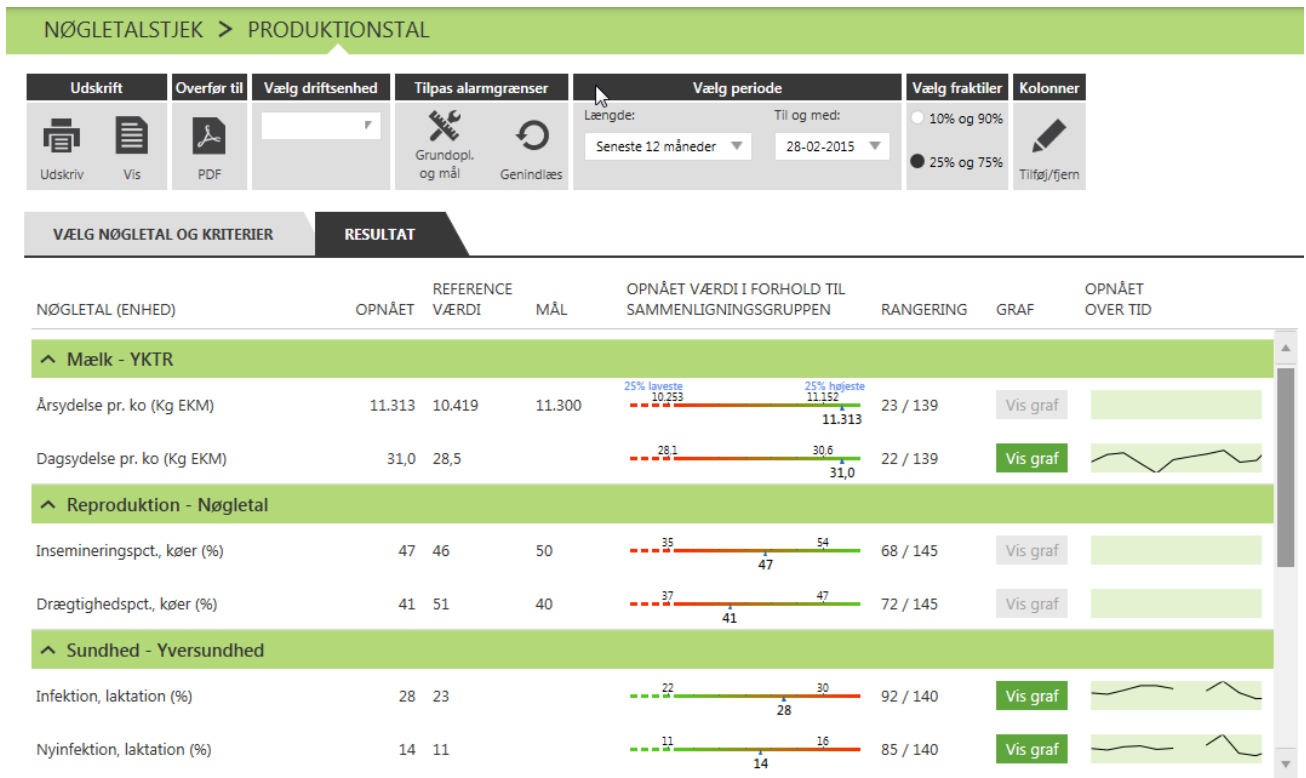 NØGLETALSTJEK > PRODUKTIONSTAL
Udskrift Overfør til Vælg driftsenhed Tilpas alarmgrænser Vælg periode Vælg fraktiler Kolonner
Længde: Til og med:
10% og 90%
Seneste 12 måneder 28-02-2015
25% og 75%
Grundopl.
og mål
Udskriv Vis PDF Genindlæs Tilføj/fjern
VÆLG NØGLETAL OG KRITERIER RESULTAT
NØGLETAL (ENHED) OPNÅET REFERENCE
VÆRDI MÅL OPNÅET VÆRDI I FORHOLD TIL
SAMMENLIGNINGSGRUPPEN RANGERING GRAF OPNÅET
OVER TID
Mælk - YKTR
25% laveste 25% højeste
10.253 11.152
Årsydelse pr. ko (Kg EKM) 11.313 10.419 11.300 23 / 139 Vis graf
11.313
28,1 30,6
Dagsydelse pr. ko (Kg EKM) 31,0 28,5 22 / 139 Vis graf
31,0
Reproduktion - Nøgletal
35 54
Insemineringspct., køer (%) 47 46 50 68 / 145 Vis graf
47
37 47
Drægtighedspct., køer (%) 41 51 40 72 / 145 Vis graf
41
Sundhed - Yversundhed
22 30
Infektion, laktation (%) 28 23 92 / 140 Vis graf
28
11 16
Nyinfektion, laktation (%) 14 11 85 / 140 Vis graf
14